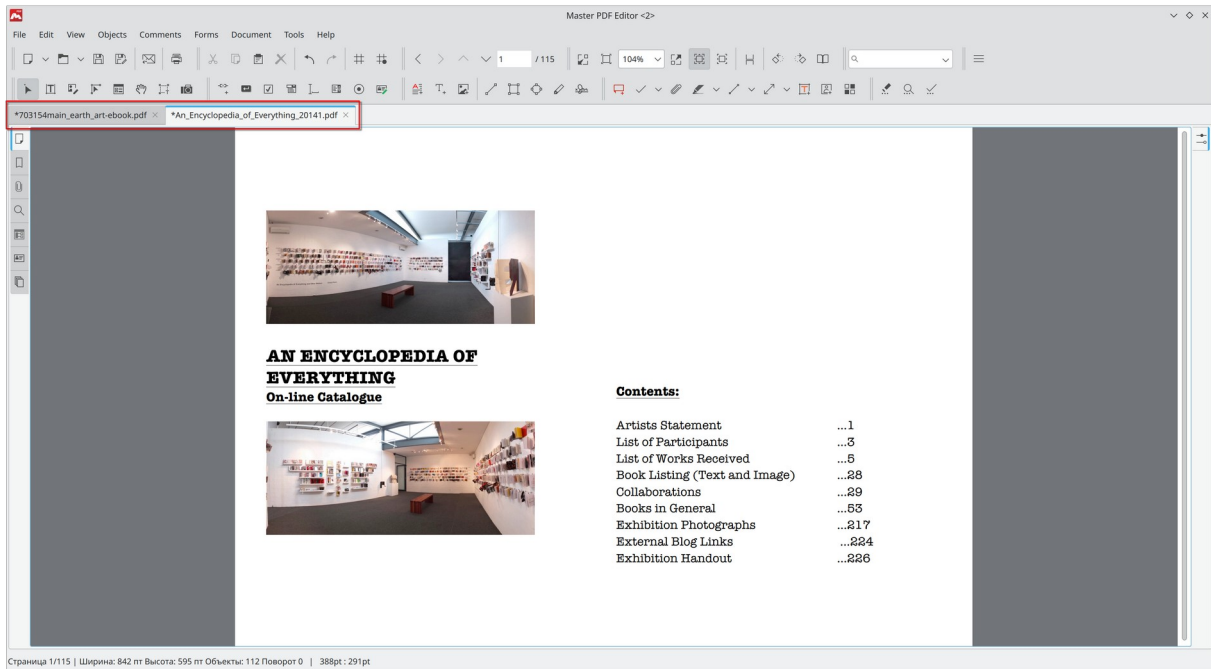 Master PDF Editor <2>
File Edit View Objects Comments Forms Document Tools Help
1 / 115 104%
*703154main_earth_art-ebook.pdf *An_Encyclopedia_of_Everything_20141.pdf
AN ENCYCLOPEDIA OF
EVERYTHING
On-line Catalogue
Contents:
Artists Statement ...1
List of Participants ...3
List of Works Received ...5
Book Listing (Text and Image) ...28
Collaborations ...29
Books in General ...53
Exhibition Photographs ...217
External Blog Links ...224
Exhibition Handout ...226
Страница 1/115 | Ширина: 842 пт Высота: 595 пт Объекты: 112 Поворот 0 | 388pt : 291pt